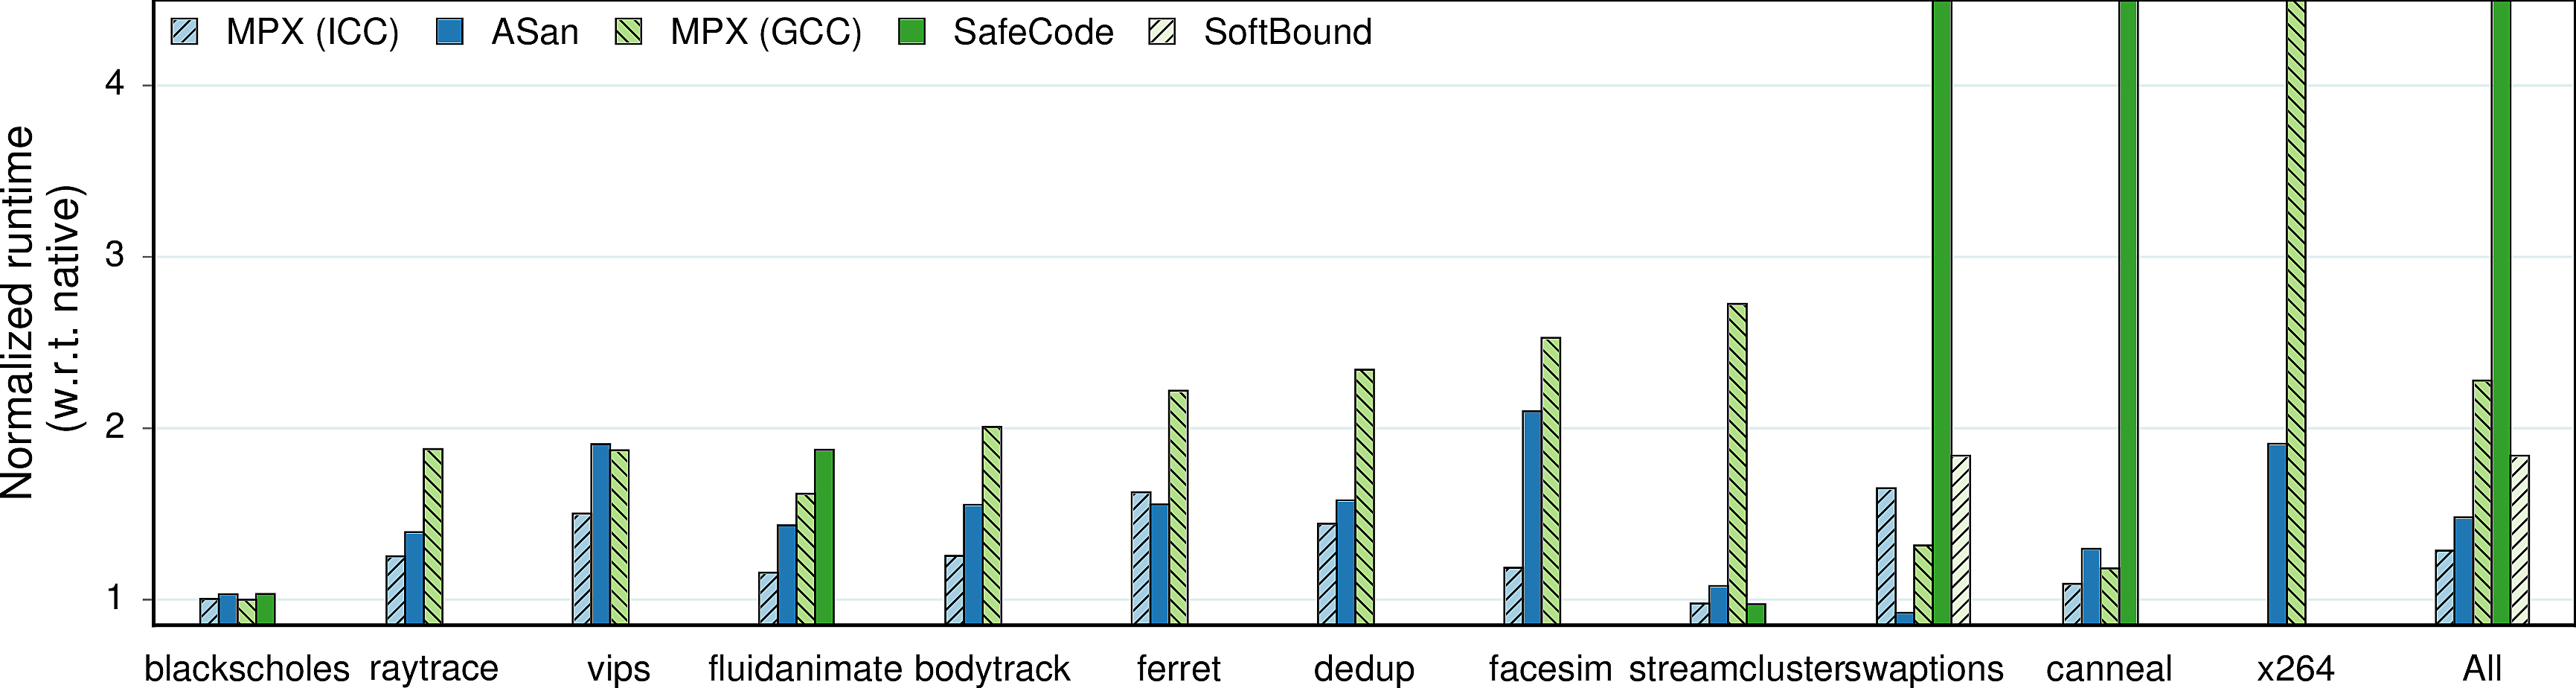 MPX (ICC) ASan MPX (GCC) SafeCode SoftBound
Normalized runtime
(w.r.t. native)
4
3
2
1
blackscholes raytrace vips fluidanimate bodytrack ferret dedup facesim streamcluster swaptions canneal x264 All